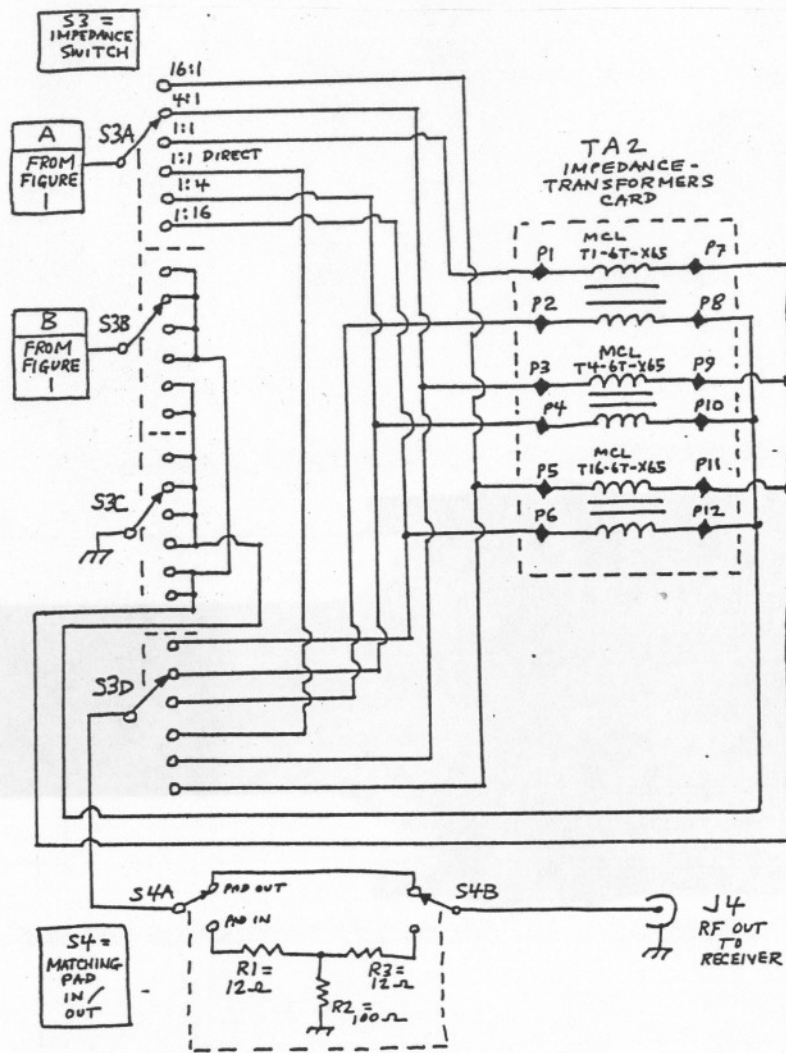 S3 =
IMPEDANCE
SWITCH
16:1
4:1
1:1
1:1 DIRECT
1:4
1:16
S3A
A
FROM
FIGURE
1
S3B
B
FROM
FIGURE
1
S3C
S3D
TA2
IMPEDANCE-
TRANSFORMERS
CARD
MCL
T1-6T-X65
P1
P7
P2
P8
MCL
T4-6T-X65
P3
P9
P4
P10
MCL
T16-6T-X65
P5
P11
P6
P12
S4A
PAD OUT
S4B
PAD IN
R1=
12Ω
R3=
12Ω
R2=
100Ω
J4
RF OUT
TO
RECEIVER
S4=
MATCHING
PAD
IN/
OUT